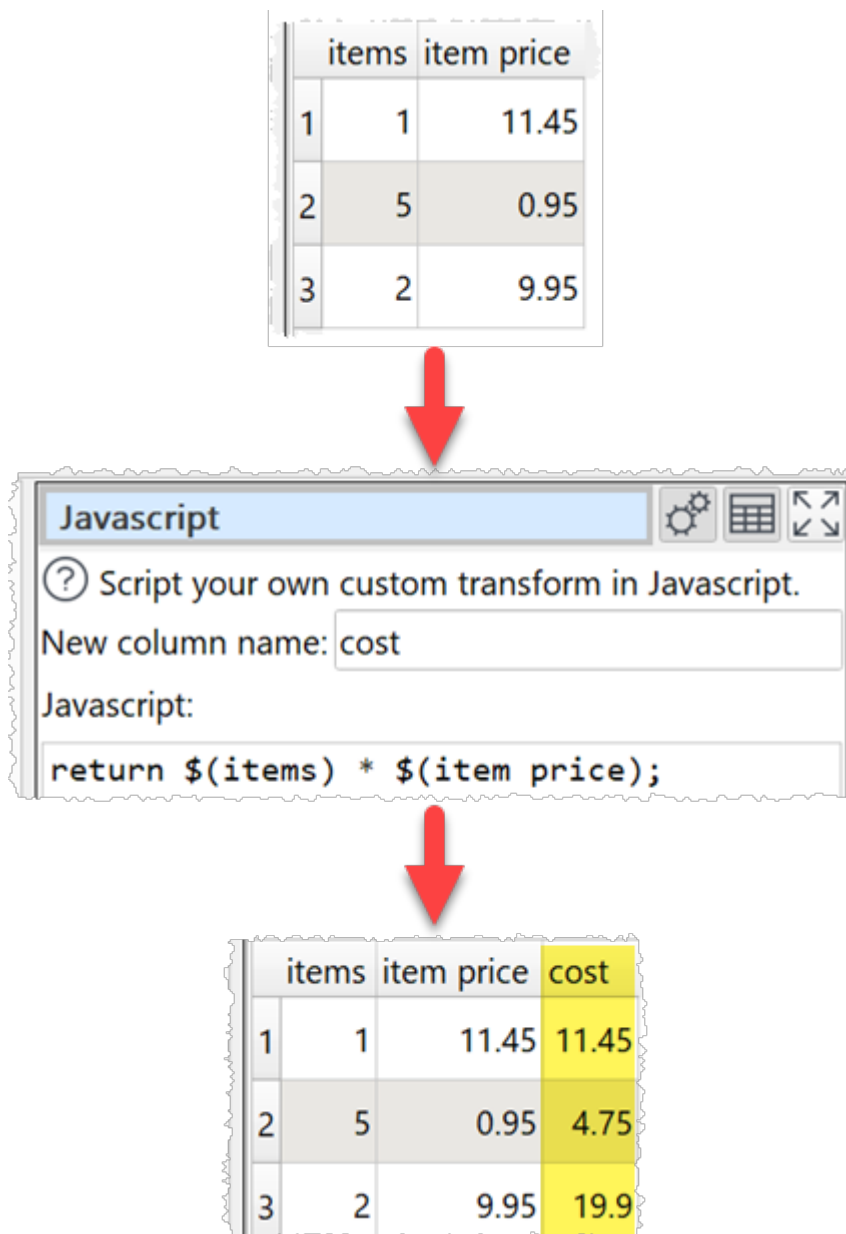 items item price
1 1 11.45
2 5 0.95
3 2 9.95
Javascript
? Script your own custom transform in Javascript.
New column name: cost
Javascript:
return $(items) * $(item price);
items item price cost
1 1 11.45 11.45
2 5 0.95 4.75
3 2 9.95 19.9